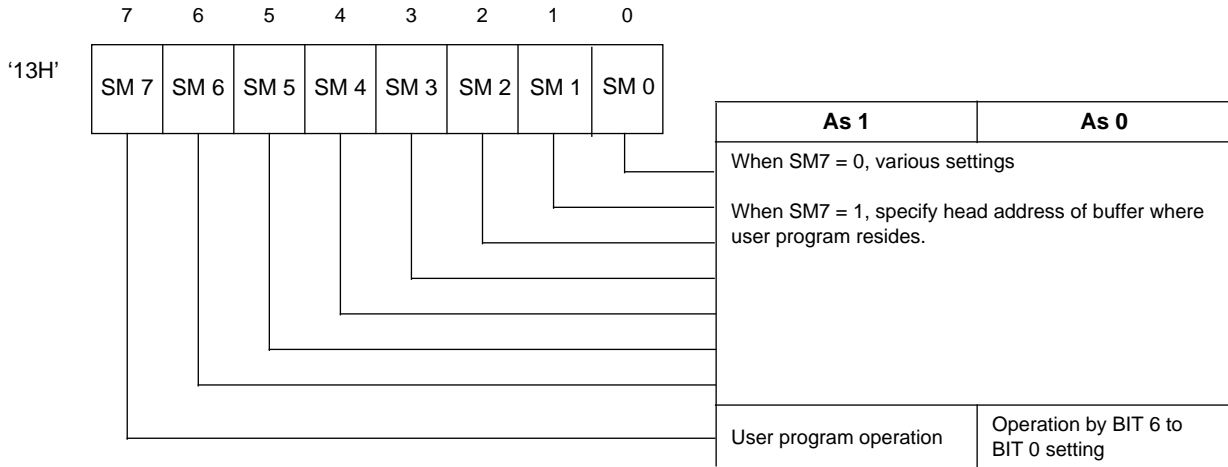 7 6 5 4 3 2 1 0
‘13H’
SM 7 SM 6 SM 5 SM 4 SM 3 SM 2 SM 1 SM 0
As 1 As 0
When SM7 = 0, various settings
When SM7 = 1, specify head address of buffer where
user program resides.
User program operation
Operation by BIT 6 to
BIT 0 setting